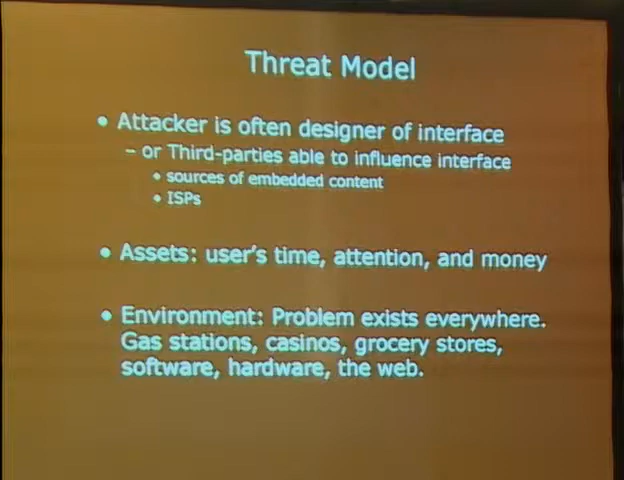 Threat Model
• Attacker is often designer of interface
– or Third-parties able to influence interface
• sources of embedded content
• ISPs
• Assets: user's time, attention, and money
• Environment: Problem exists everywhere.
Gas stations, casinos, grocery stores,
software, hardware, the web.